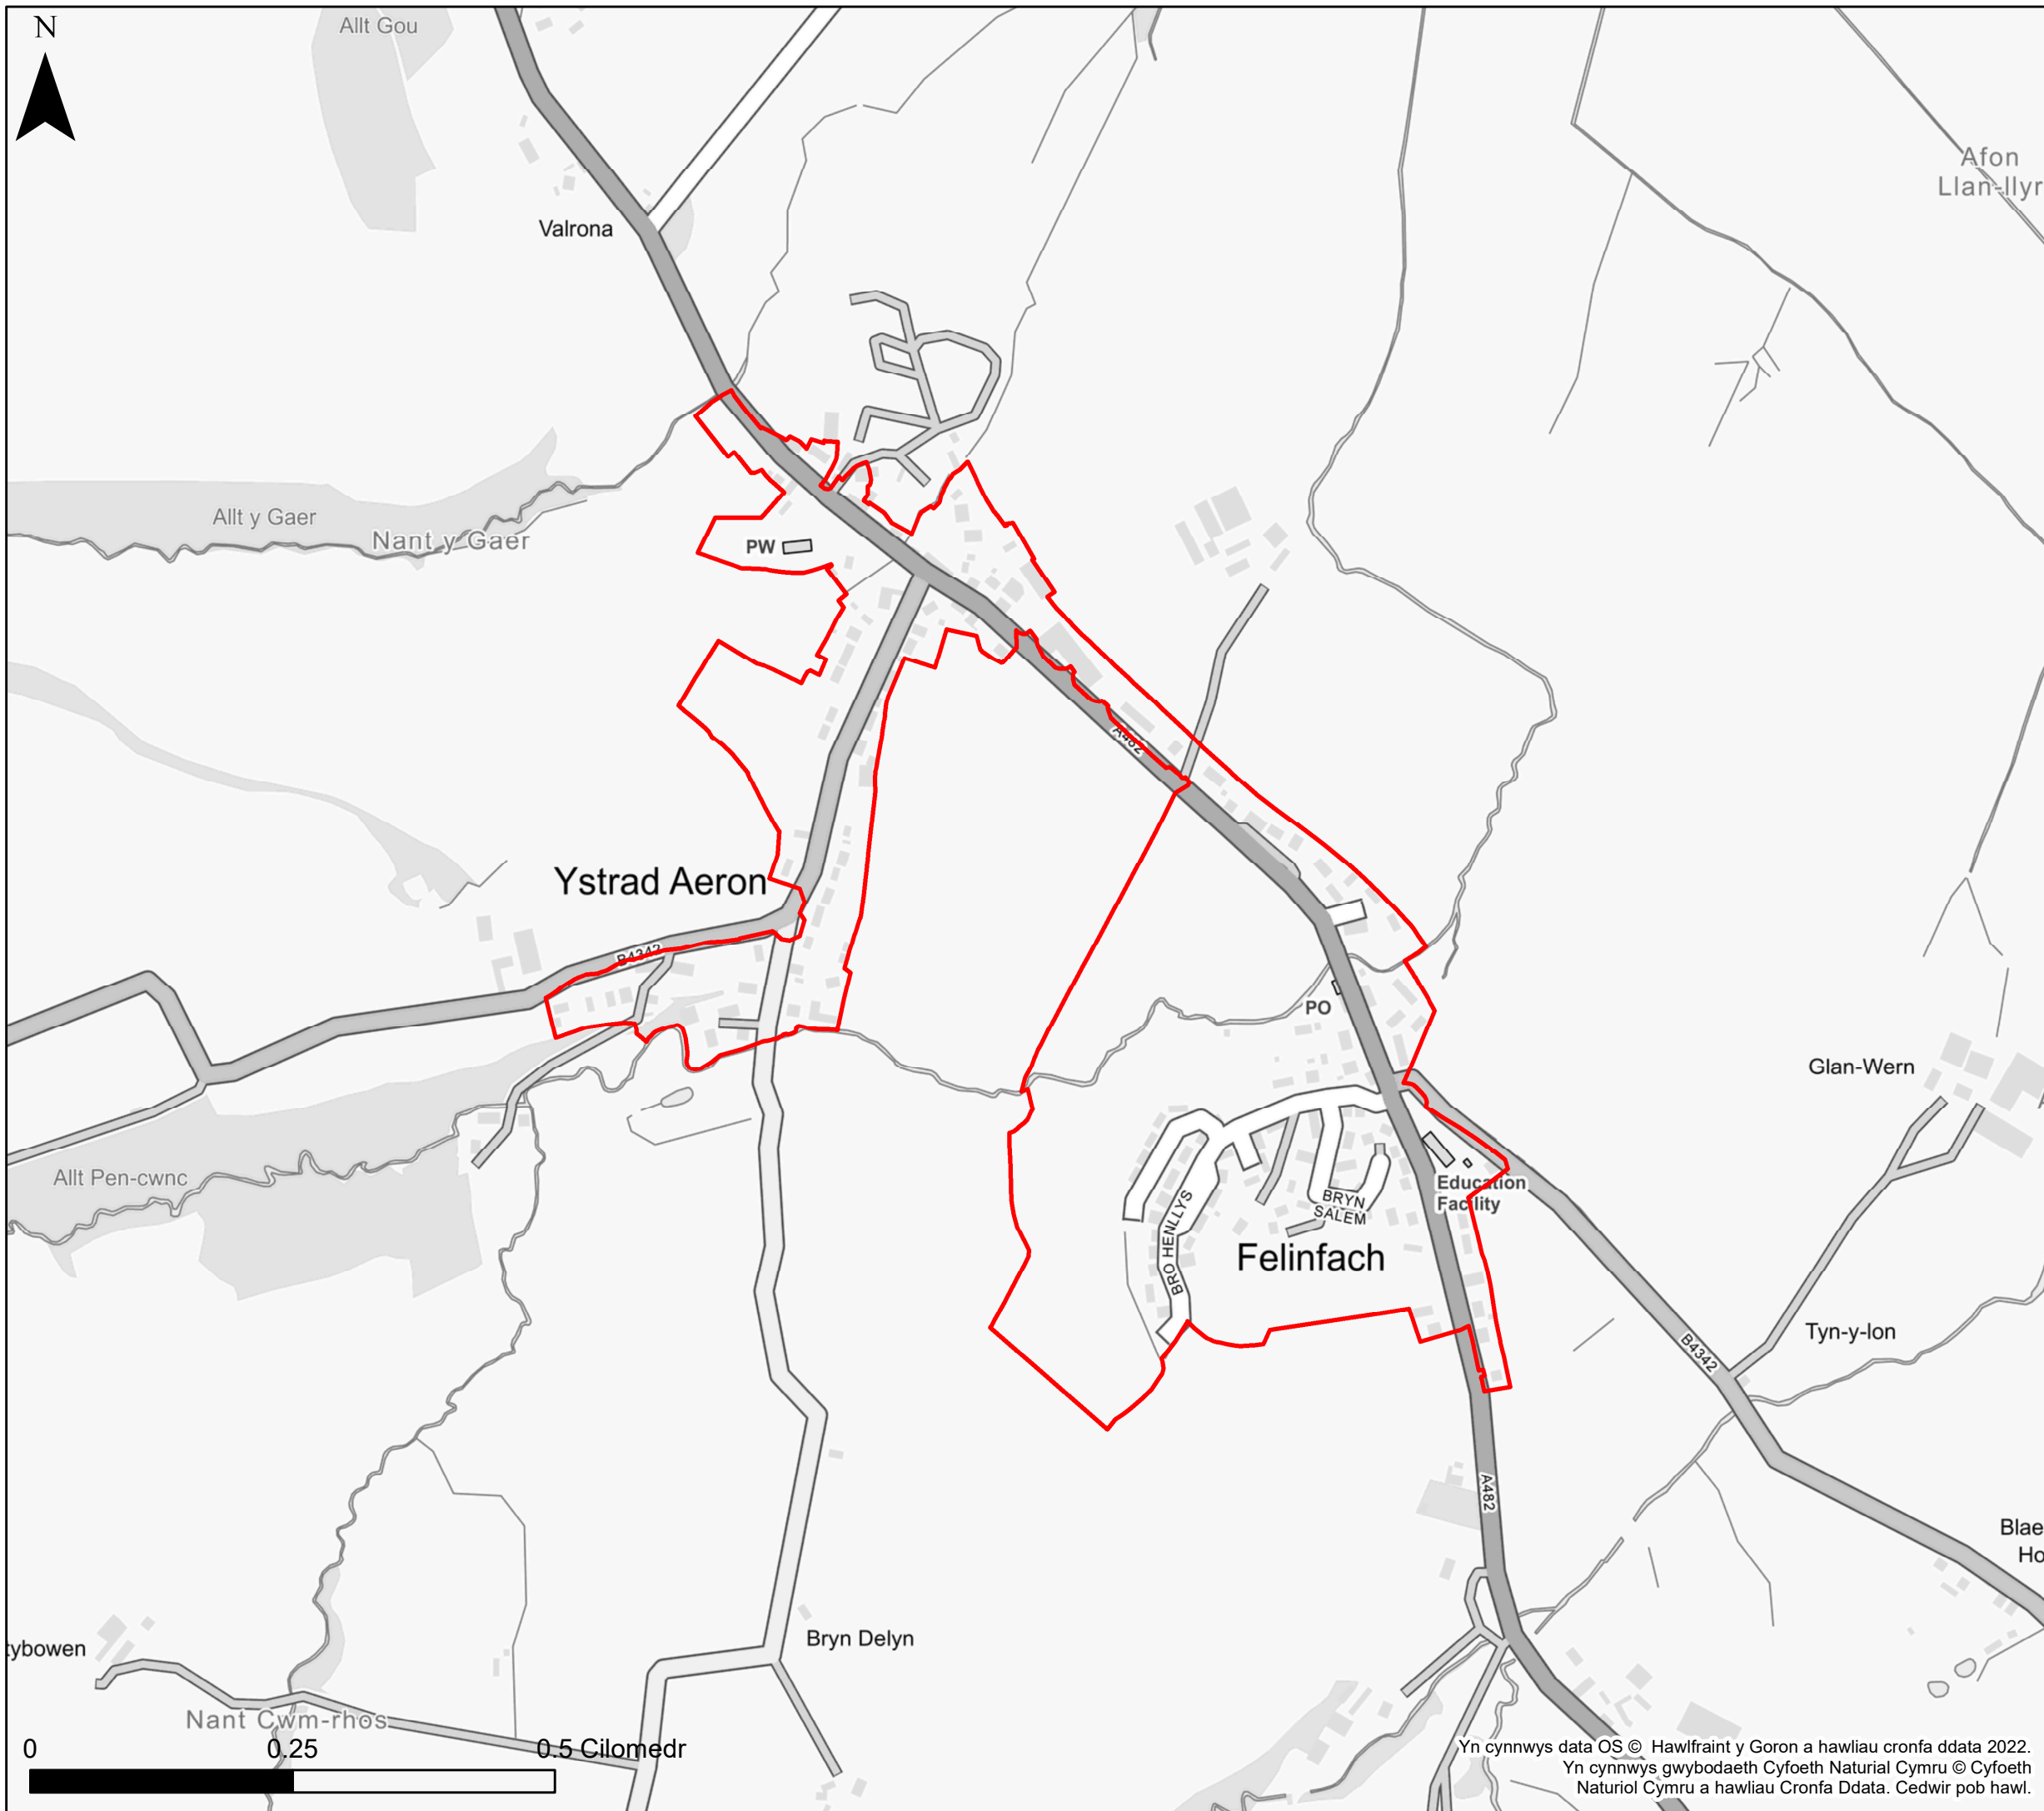 N
Allt Gou
Afon
Llan-llyr
Valrona
Allt y Gaer
Nant y Gaer
PW
A482
Ystrad Aeron
B4342
PO
Glan-Wern
Allt Pen-cwnc
Education
Facility
BRYN
SALEM
BRO HENLLYS
Felinfach
Tyn-y-lon
B4342
A482
Blae
Ho
tybowen
Bryn Delyn
Nant Cwm-rhos
0 0.25 0.5 Cilomedr
Yn cynnwys data OS © Hawlfraint y Goron a hawliau cronfa ddata 2022.
Yn cynnwys gwybodaeth Cyfoeth Naturial Cymru © Cyfoeth
Naturiol Cymru a hawliau Cronfa Ddata. Cedwir pob hawl.